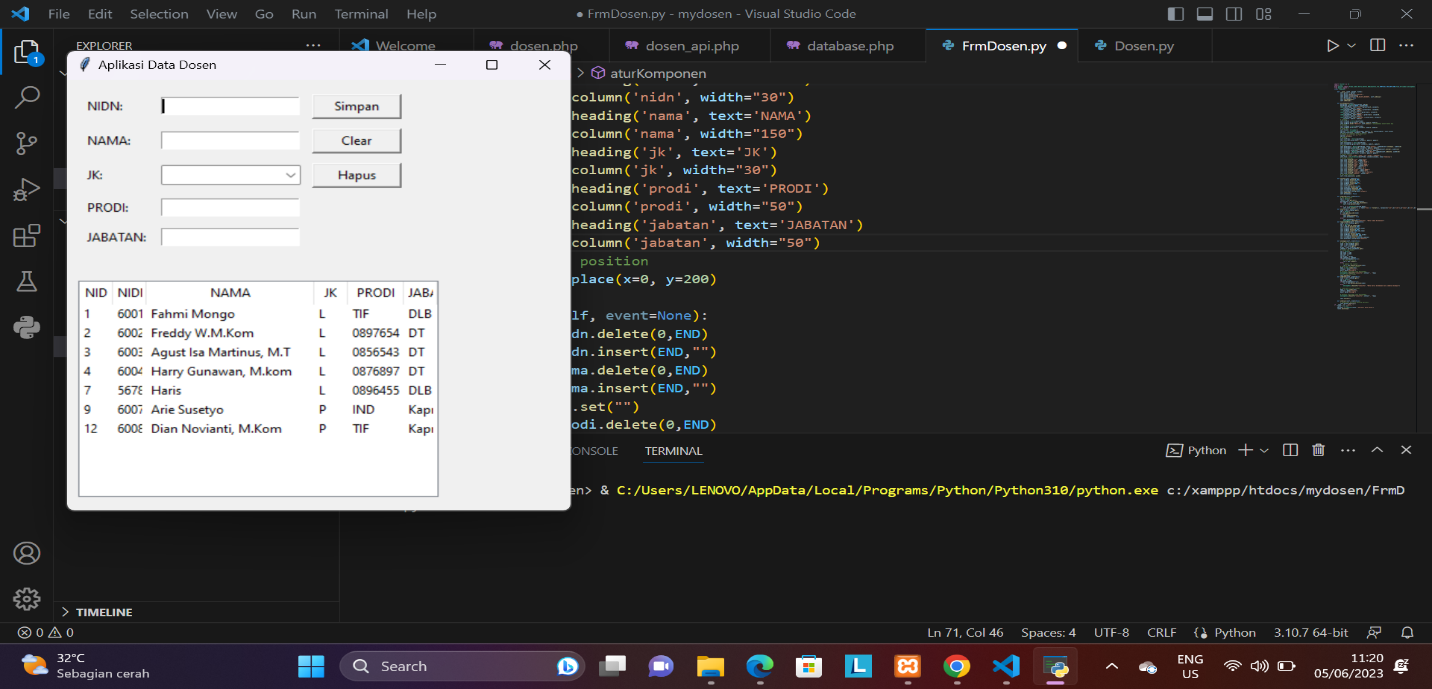 File Edit Selection View Go Run Terminal Help
● FrmDosen.py - mydosen - Visual Studio Code
EXPLORER
Welcome
dosen.php
dosen_api.php
database.php
FrmDosen.py
Dosen.py
Aplikasi Data Dosen
aturKomponen
NIDN:
Simpan
NAMA:
Clear
JK:
Hapus
PRODI:
JABATAN:
NID NIDI NAMA JK PRODI JABA
1 6001 Fahmi Mongo L TIF DLB
2 6002 Freddy W.M.Kom L 0897654 DT
3 6003 Agust Isa Martinus, M.T L 0856543 DT
4 6004 Harry Gunawan, M.kom L 0876897 DT
7 5678 Haris L 0896455 DLB
9 6007 Arie Susetyo P IND Kapr
12 6008 Dian Novianti, M.Kom P TIF Kapr
column('nidn', width="30")
heading('nama', text='NAMA')
column('nama', width="150")
heading('jk', text='JK')
column('jk', width="30")
heading('prodi', text='PRODI')
column('prodi', width="50")
heading('jabatan', text='JABATAN')
column('jabatan', width="50")
position
place(x=0, y=200)
lf, event=None):
dn.delete(0,END)
dn.insert(END,"")
ma.delete(0,END)
ma.insert(END,"")
.set("")
odi.delete(0,END)
ONSOLE TERMINAL
Python
en> & C:/Users/LENOVO/AppData/Local/Programs/Python/Python310/python.exe c:/xamppp/htdocs/mydosen/FrmD
TIMELINE
0 0
Ln 71, Col 46 Spaces: 4 UTF-8 CRLF Python 3.10.7 64-bit
32°C
Sebagian cerah
Search
ENG
US
11:20
05/06/2023